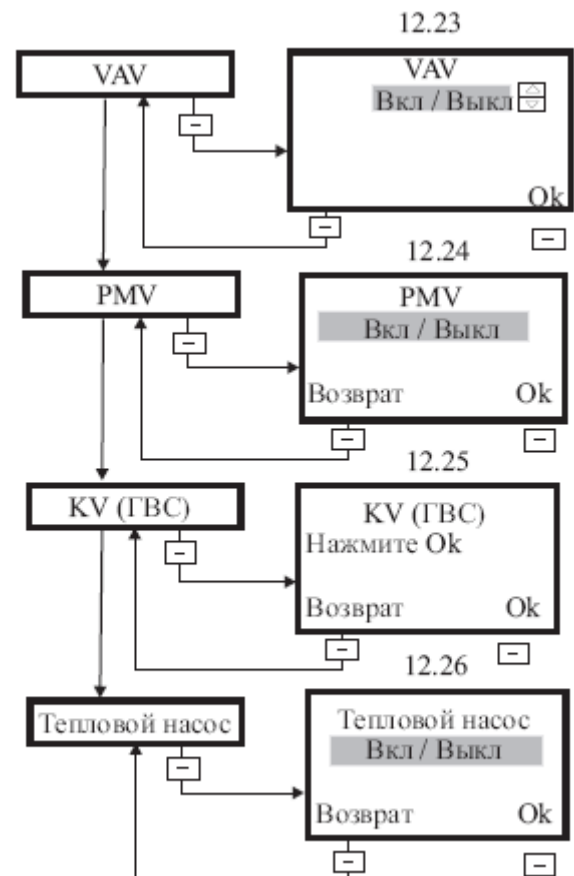 12.23
VAV
VAV
Вкл / Выкл
Ok
12.24
PMV
PMV
Вкл / Выкл
Возврат Ok
12.25
KV (ГВС)
KV (ГВС)
Нажмите Ok
Возврат Ok
12.26
Тепловой насос
Тепловой насос
Вкл / Выкл
Возврат Ok